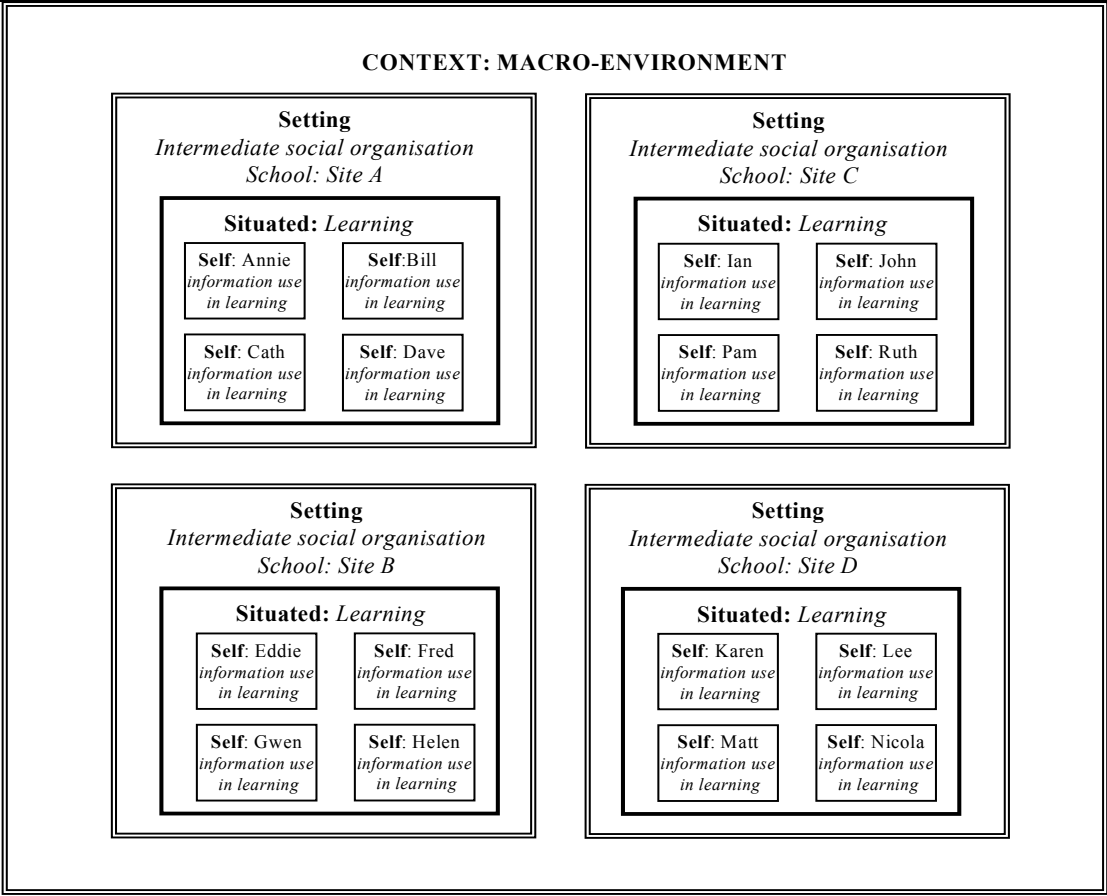 CONTEXT: MACRO-ENVIRONMENT
Setting
Intermediate social organisation
School: Site A
Situated: Learning
Self: Annie
information use
in learning
Self:Bill
information use
in learning
Self: Cath
information use
in learning
Self: Dave
information use
in learning
Setting
Intermediate social organisation
School: Site C
Situated: Learning
Self: Ian
information use
in learning
Self: John
information use
in learning
Self: Pam
information use
in learning
Self: Ruth
information use
in learning
Setting
Intermediate social organisation
School: Site B
Situated: Learning
Self: Eddie
information use
in learning
Self: Fred
information use
in learning
Self: Gwen
information use
in learning
Self: Helen
information use
in learning
Setting
Intermediate social organisation
School: Site D
Situated: Learning
Self: Karen
information use
in learning
Self: Lee
information use
in learning
Self: Matt
information use
in learning
Self: Nicola
information use
in learning